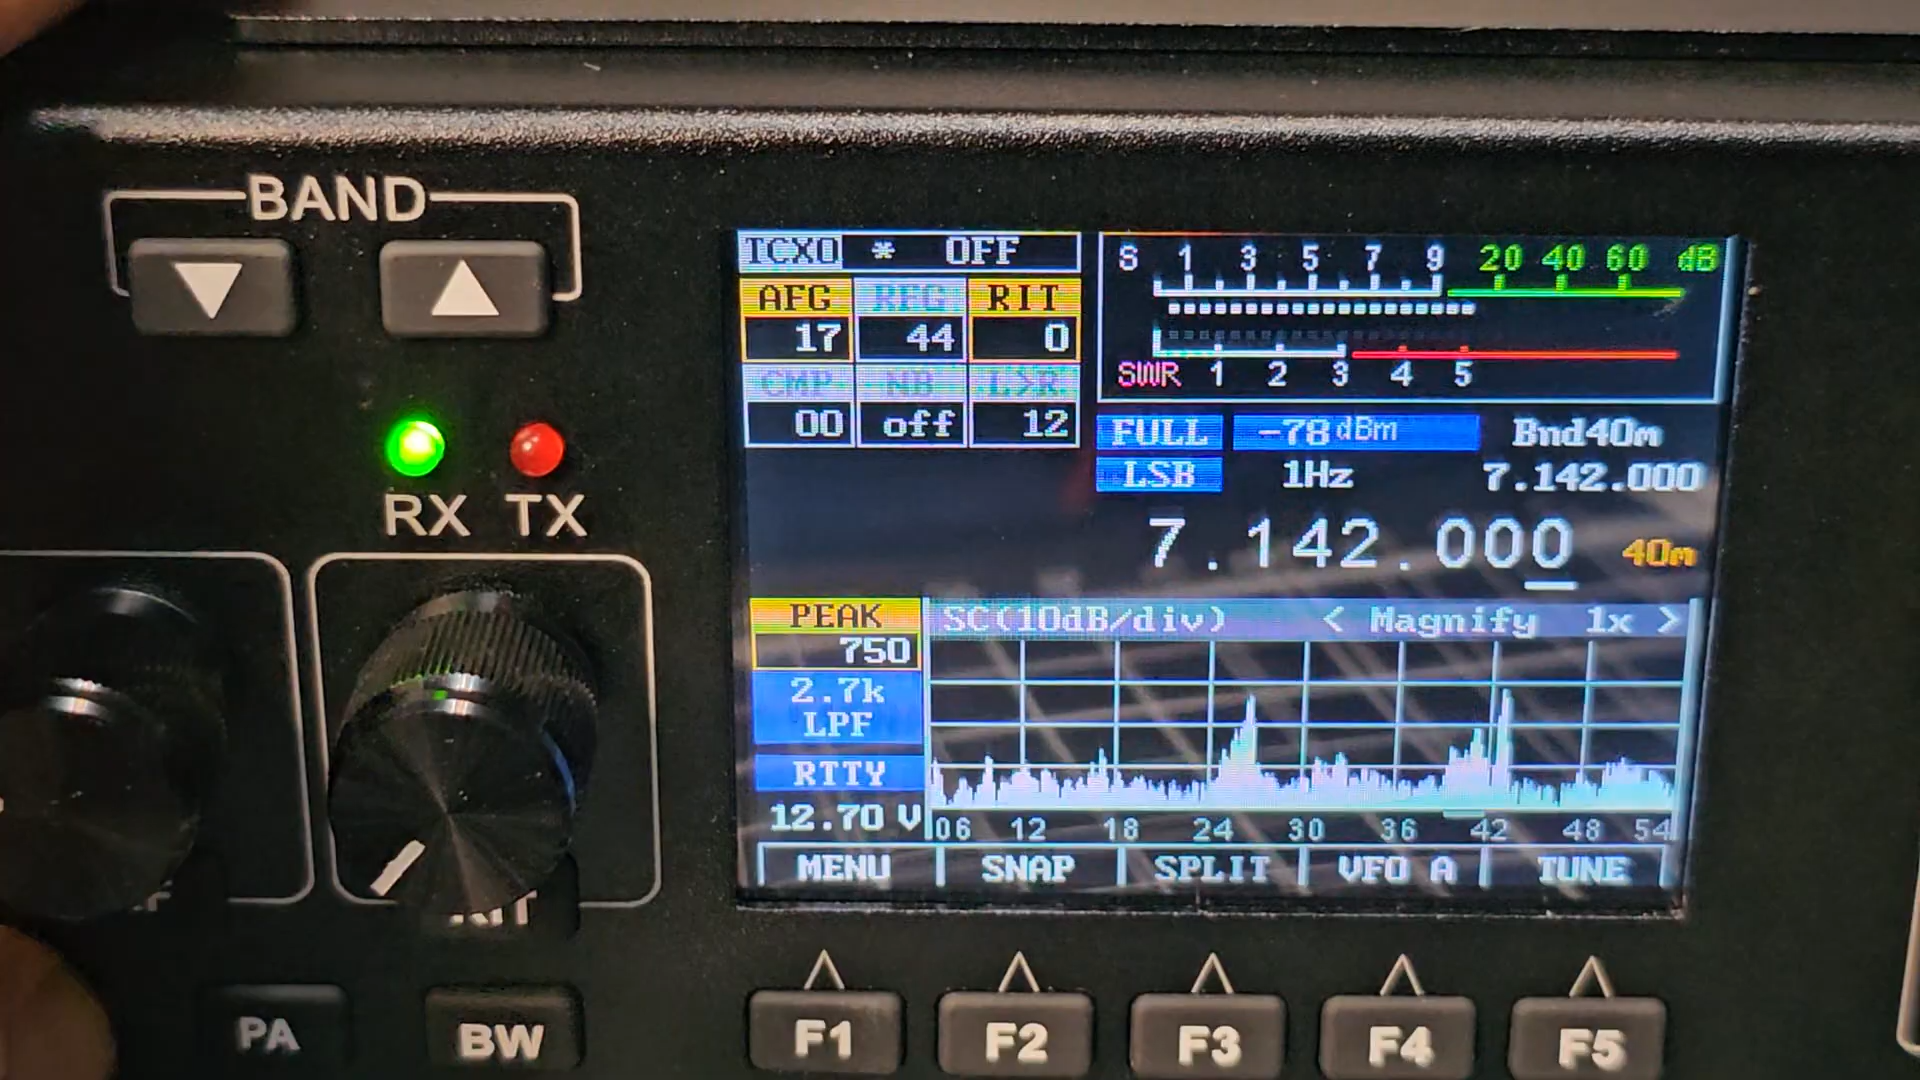 BAND
RX TX
TCXO * OFF
AFG RFG RIT
17 44 0
CMP NB L>R
00 off 12
S 1 3 5 7 9 20 40 60 dB
SWR 1 2 3 4 5
FULL -78dBm Bnd40m
LSB 1Hz 7.142.000
7.142.000 40m
PEAK
750
2.7k
LPF
RTTY
12.70 V
SC(10dB/div) < Magnify 1x >
06 12 18 24 30 36 42 48 54
MENU SNAP SPLIT VFO A TUNE
PA BW F1 F2 F3 F4 F5